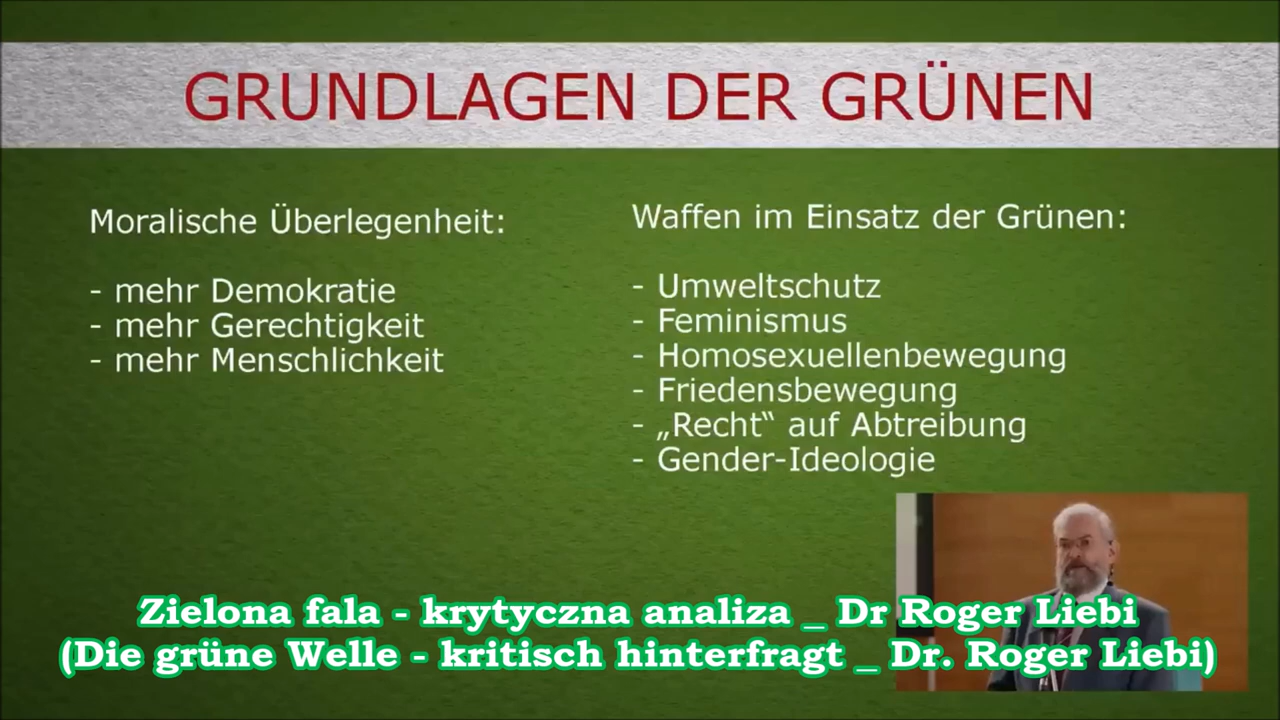 GRUNDLAGEN DER GRÜNEN
Moralische Überlegenheit:
- mehr Demokratie
- mehr Gerechtigkeit
- mehr Menschlichkeit
Waffen im Einsatz der Grünen:
- Umweltschutz
- Feminismus
- Homosexuellenbewegung
- Friedensbewegung
- „Recht“ auf Abtreibung
- Gender-Ideologie
Zielona fala - krytyczna analiza _ Dr Roger Liebi
(Die grüne Welle - kritisch hinterfragt _ Dr. Roger Liebi)